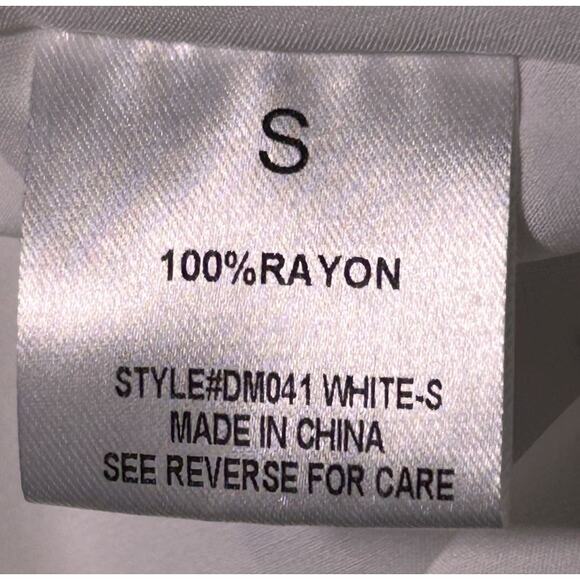 S
100%RAYON
STYLE#DM041 WHITE-S
MADE IN CHINA
SEE REVERSE FOR CARE